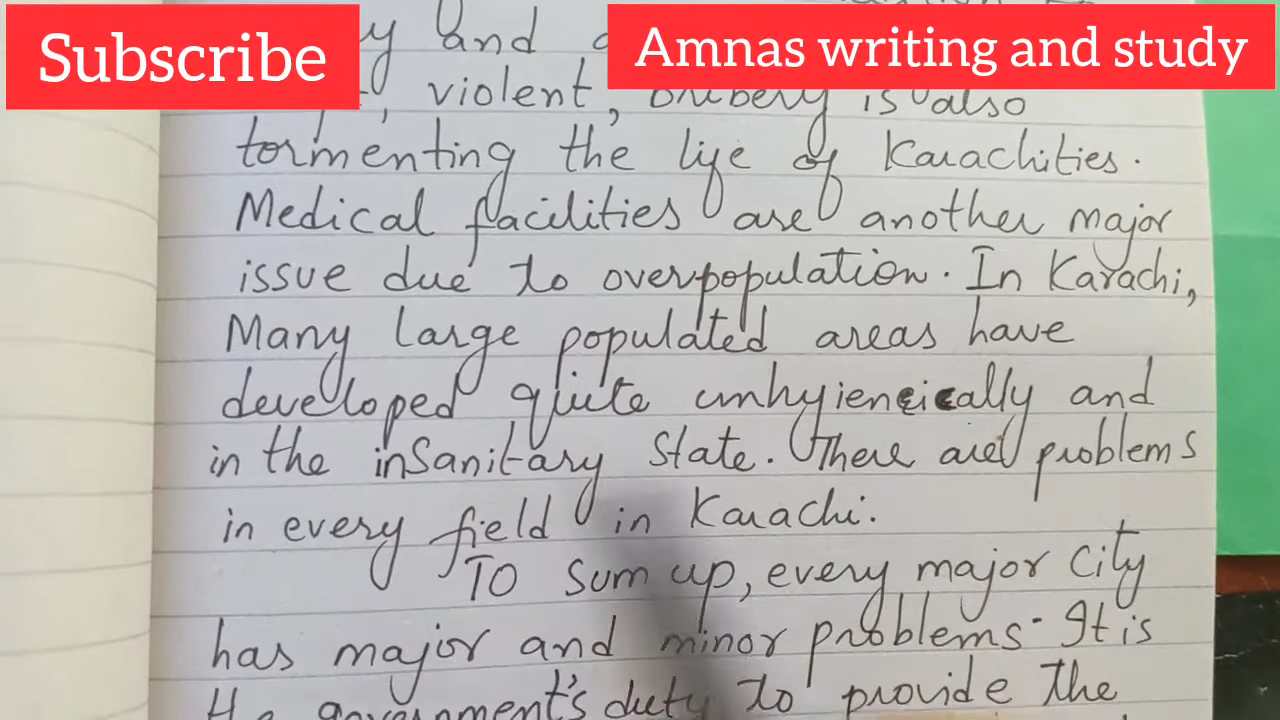 Subscribe
Amnas writing and study
and
violent, bribery is also
tormenting the life of Karachities.
Medical facilities are another major
issue due to overpopulation. In Karachi,
Many large populated areas have
developed quite unhyieneically and
in the insanitary State. There are problems
in every field in Karachi.
To Sum up, every major city
has major and minor problems. It is
the government's duty to provide the